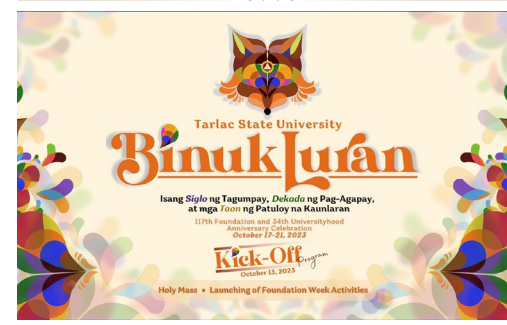 Tarlac State University
BinukLuran
Isang Siglo ng Tagumpay, Dekada ng Pag-Agapay,
at mga Taon ng Patuloy na Kaunlaran
117th Foundation and 34th Universityhood
Anniversary Celebration
October 17-21, 2023
Kick-Off Program
October 13, 2023
Holy Mass • Launching of Foundation Week Activities